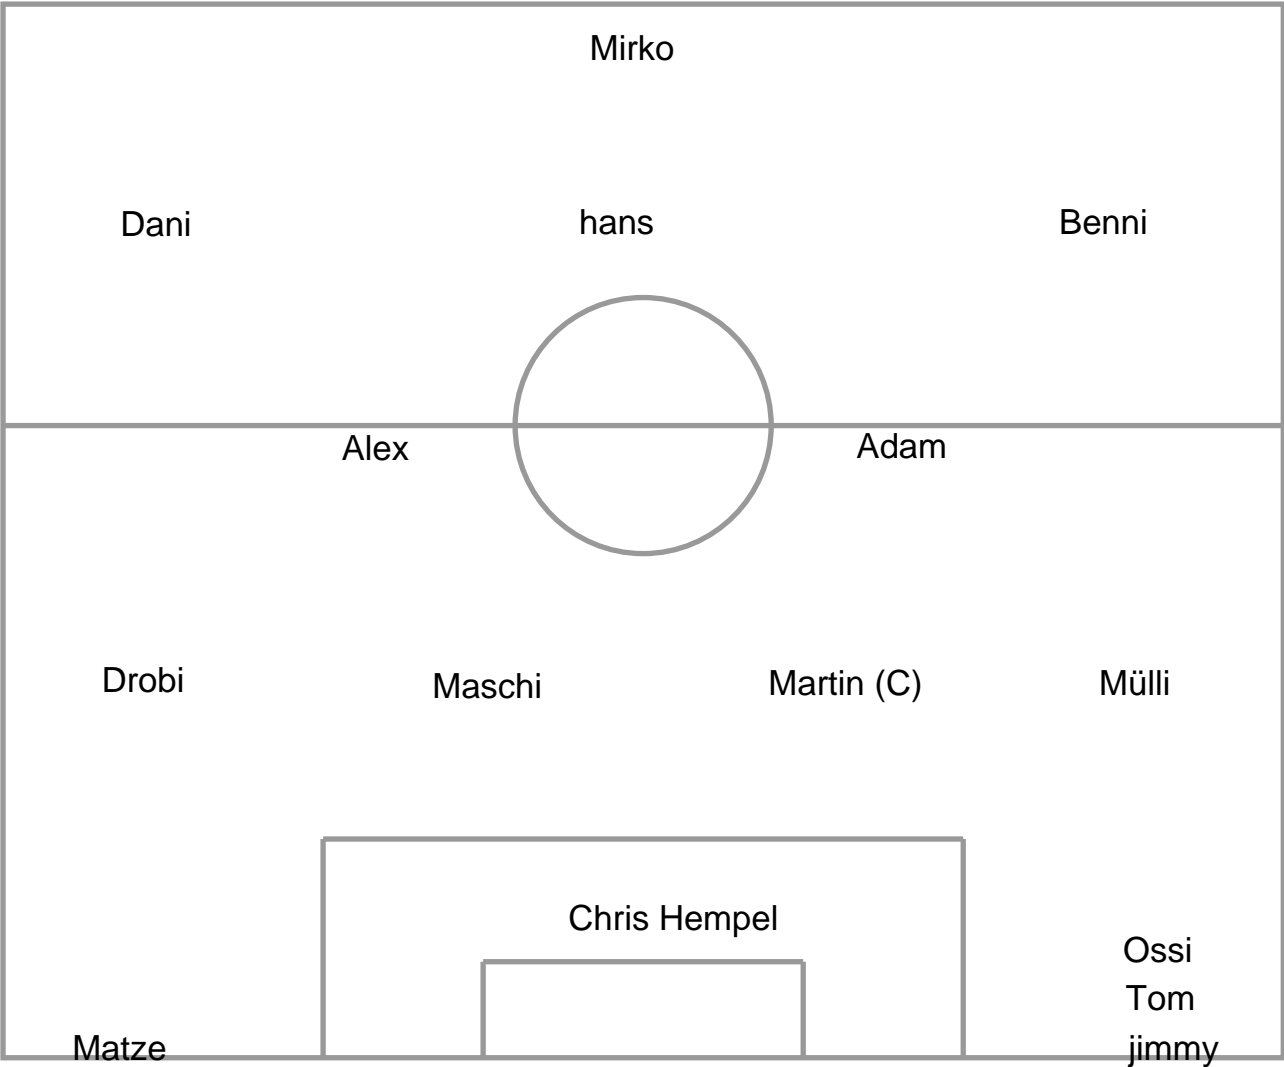 Mirko
Dani hans Benni
Alex Adam
Drobi Maschi Martin (C) Mülli
Chris Hempel
Ossi
Tom
Matze jimmy